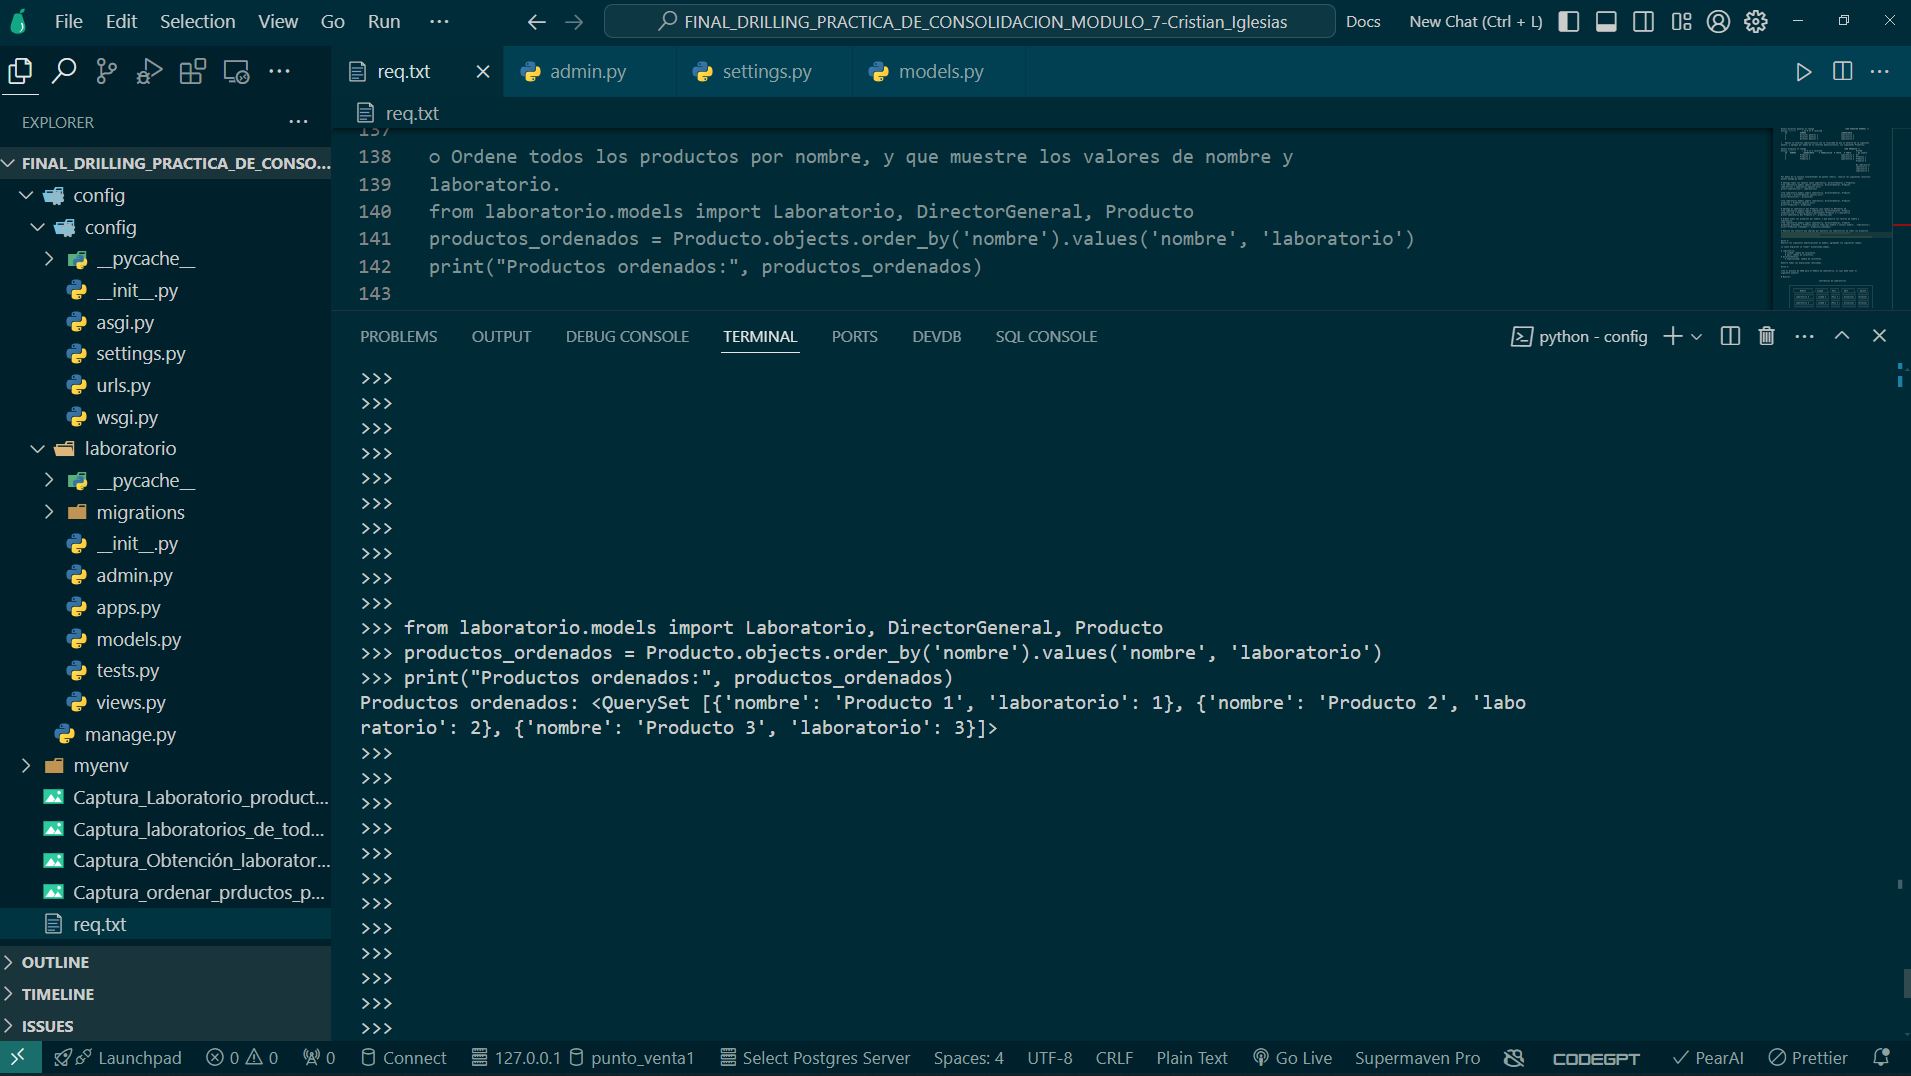 File Edit Selection View Go Run ···
FINAL_DRILLING_PRACTICA_DE_CONSOLIDACION_MODULO_7-Cristian_Iglesias
Docs New Chat (Ctrl + L)
req.txt
admin.py
settings.py
models.py
EXPLORER
FINAL_DRILLING_PRACTICA_DE_CONSO...
config
config
__pycache__
__init__.py
asgi.py
settings.py
urls.py
wsgi.py
laboratorio
__pycache__
migrations
__init__.py
admin.py
apps.py
models.py
tests.py
views.py
manage.py
myenv
Captura_Laboratorio_product...
Captura_laboratorios_de_tod...
Captura_Obtención_laborator...
Captura_ordenar_prductos_p...
req.txt
OUTLINE
TIMELINE
ISSUES
req.txt
137
138 o Ordene todos los productos por nombre, y que muestre los valores de nombre y
139 laboratorio.
140 from laboratorio.models import Laboratorio, DirectorGeneral, Producto
141 productos_ordenados = Producto.objects.order_by('nombre').values('nombre', 'laboratorio')
142 print("Productos ordenados:", productos_ordenados)
143
PROBLEMS OUTPUT DEBUG CONSOLE TERMINAL PORTS DEVDB SQL CONSOLE
python - config
>>>
>>>
>>>
>>>
>>>
>>>
>>>
>>>
>>>
>>>
>>> from laboratorio.models import Laboratorio, DirectorGeneral, Producto
>>> productos_ordenados = Producto.objects.order_by('nombre').values('nombre', 'laboratorio')
>>> print("Productos ordenados:", productos_ordenados)
Productos ordenados: <QuerySet [{'nombre': 'Producto 1', 'laboratorio': 1}, {'nombre': 'Producto 2', 'labo
ratorio': 2}, {'nombre': 'Producto 3', 'laboratorio': 3}]>
>>>
>>>
>>>
>>>
>>>
>>>
>>>
>>>
>>>
>>>
>>>
>>>
Launchpad 0 0 0 Connect 127.0.0.1 punto_venta1 Select Postgres Server Spaces: 4 UTF-8 CRLF Plain Text Go Live Supermaven Pro CODEGPT PearAI Prettier